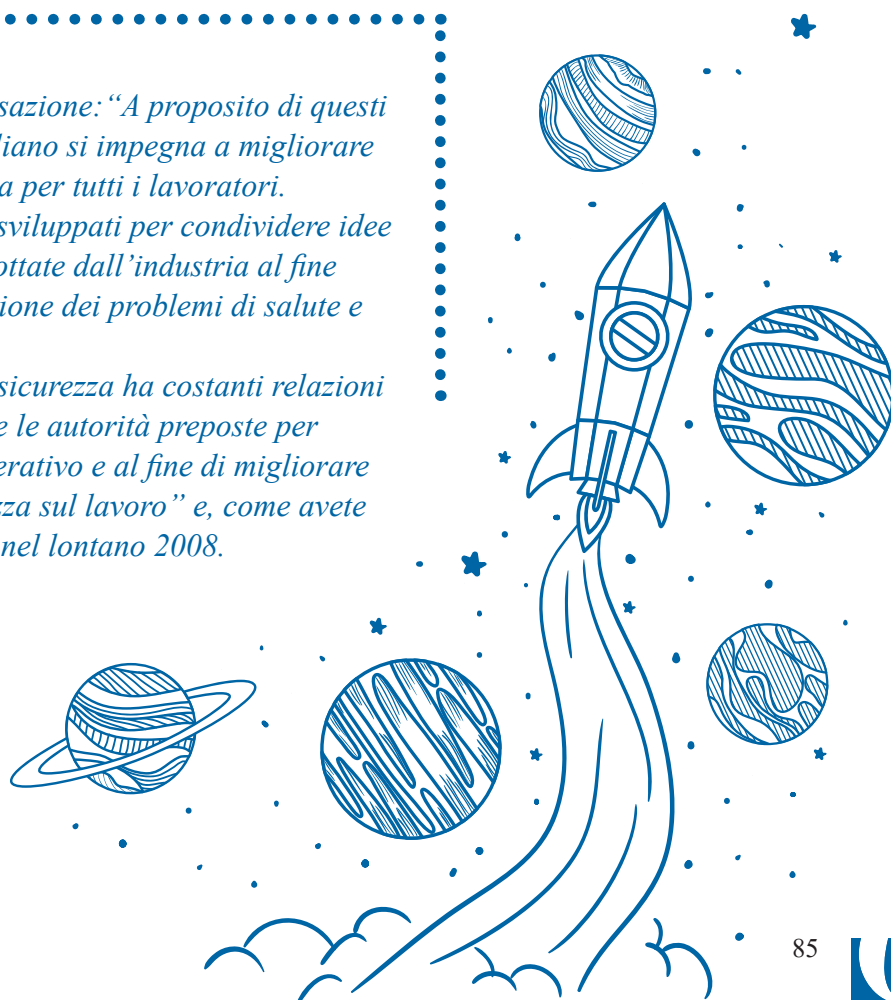 sazione: “A proposito di questi
liano si impegna a migliorare
a per tutti i lavoratori.
sviluppati per condividere idee
ottate dall’industria al fine
ione dei problemi di salute e
sicurezza ha costanti relazioni
e le autorità preposte per
erativo e al fine di migliorare
zza sul lavoro” e, come avete
nel lontano 2008.
85